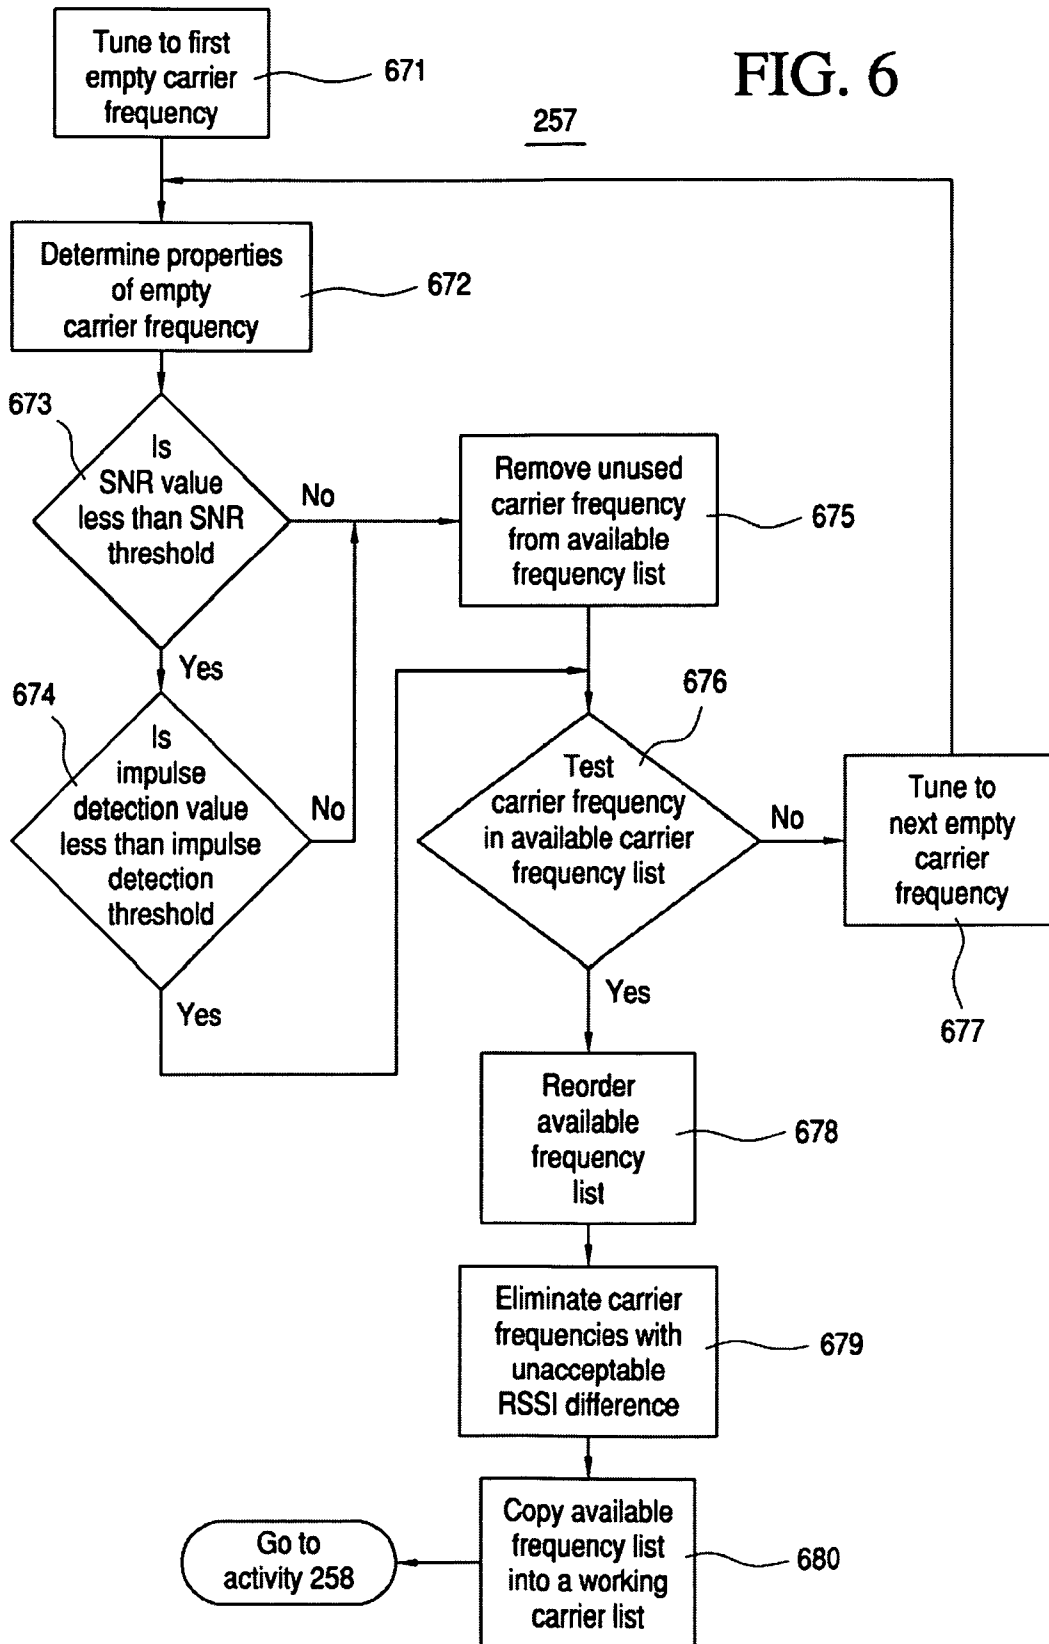 FIG. 6
257
Tune to first
empty carrier
frequency
671
Determine properties
of empty
carrier frequency
672
673
Is
SNR value
less than SNR
threshold
No
Yes
Remove unused
carrier frequency
from available
frequency list
675
674
Is
impulse
detection value
less than impulse
detection
threshold
No
Yes
676
Test
carrier frequency
in available carrier
frequency list
No
Yes
Tune to
next empty
carrier
frequency
677
Reorder
available
frequency
list
678
Eliminate carrier
frequencies with
unacceptable
RSSI difference
679
Copy available
frequency list
into a working
carrier list
680
Go to
activity 258